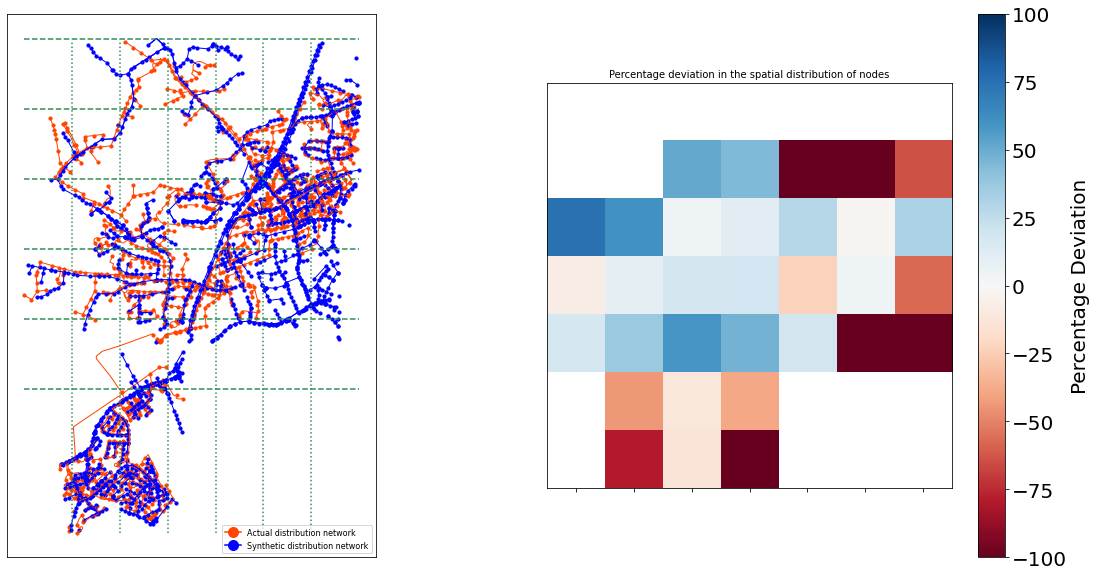 Percentage deviation in the spatial distribution of nodes
100
75
50
25
0
−25
−50
−75
−100
Percentage Deviation
Actual distribution network
Synthetic distribution network